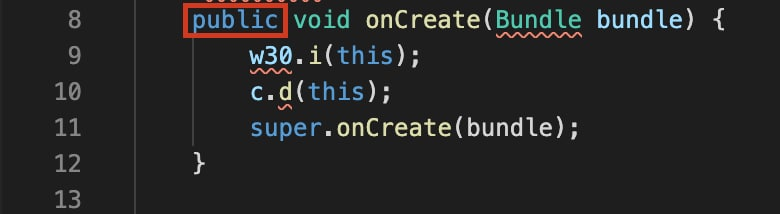 8 public void onCreate(Bundle bundle) {
9 w30.i(this);
10 c.d(this);
11 super.onCreate(bundle);
12 }
13